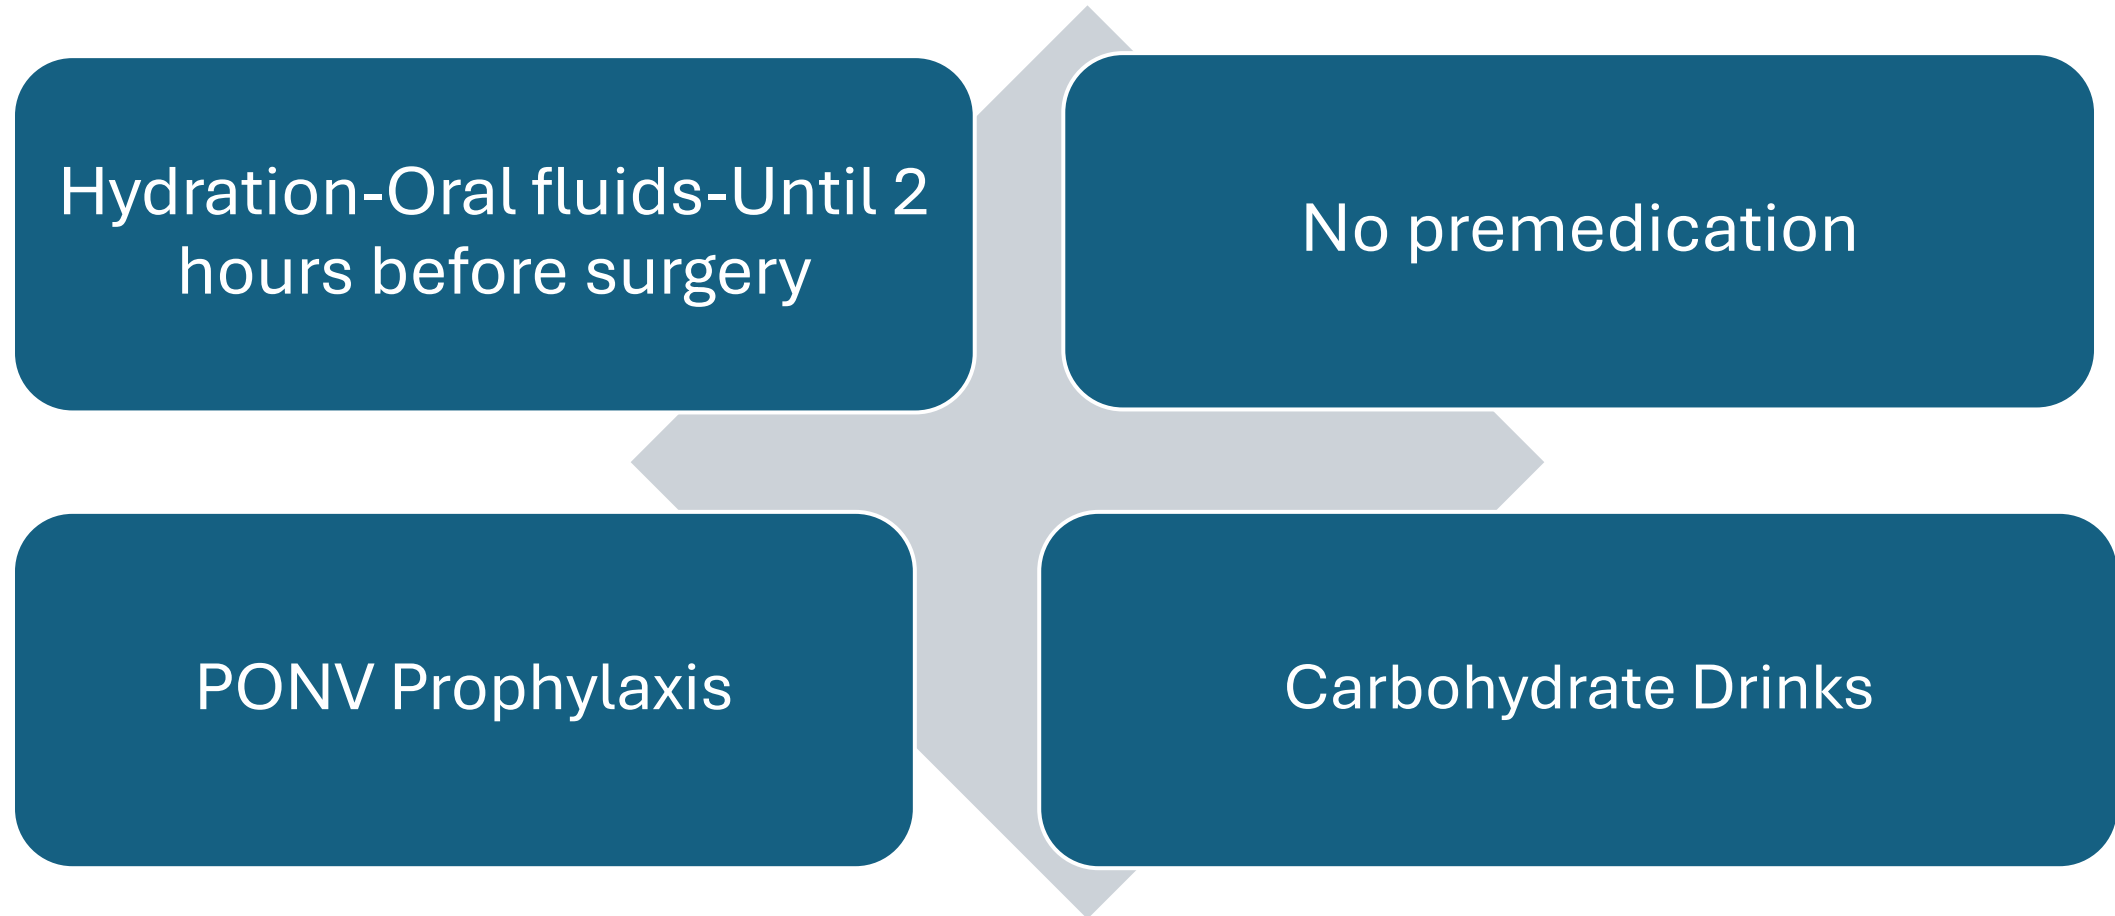 Hydration-Oral fluids-Until 2
hours before surgery
No premedication
PONV Prophylaxis
Carbohydrate Drinks